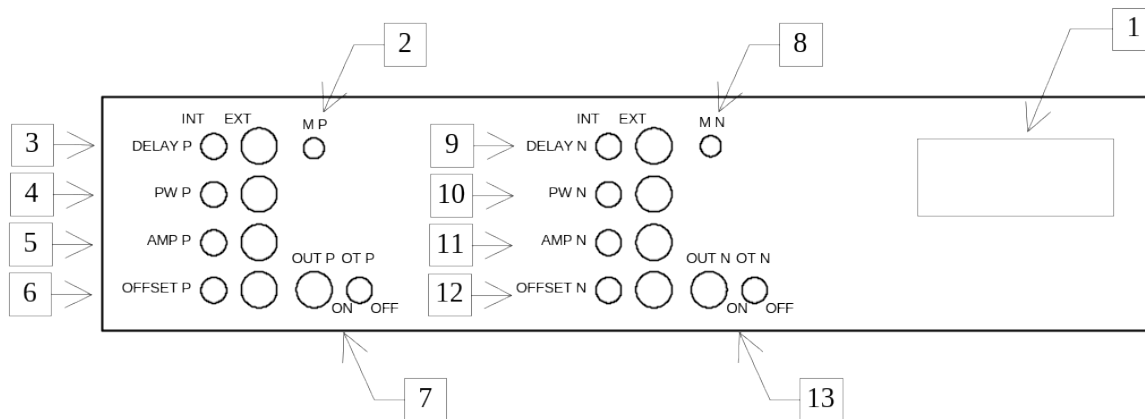 1
2
8
INT EXT
M P
INT EXT
M N
3
DELAY P
9
DELAY N
4
PW P
10
PW N
5
AMP P
11
AMP N
OUT P OT P
OUT N OT N
6
OFFSET P
12
OFFSET N
ON OFF
ON OFF
7
13